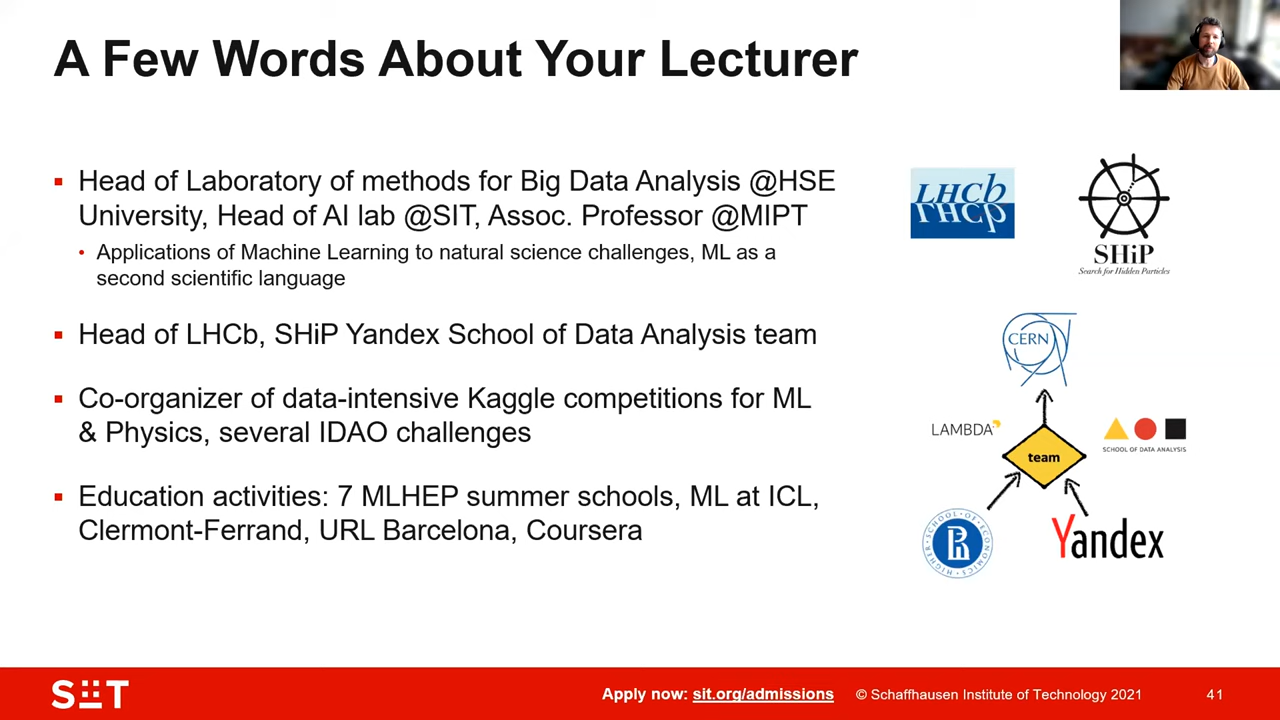 A Few Words About Your Lecturer
Head of Laboratory of methods for Big Data Analysis @HSE
University, Head of AI lab @SIT, Assoc. Professor @MIPT
Applications of Machine Learning to natural science challenges, ML as a
second scientific language
Head of LHCb, SHiP Yandex School of Data Analysis team
Co-organizer of data-intensive Kaggle competitions for ML
& Physics, several IDAO challenges
Education activities: 7 MLHEP summer schools, ML at ICL,
Clermont-Ferrand, URL Barcelona, Coursera
LHCb
LHCp
SHiP
Search for Hidden Particles
CERN
LAMBDA
SCHOOL OF DATA ANALYSIS
team
HIGHER SCHOOL OF ECONOMICS
Yandex
SIT
Apply now: sit.org/admissions
© Schaffhausen Institute of Technology 2021
41